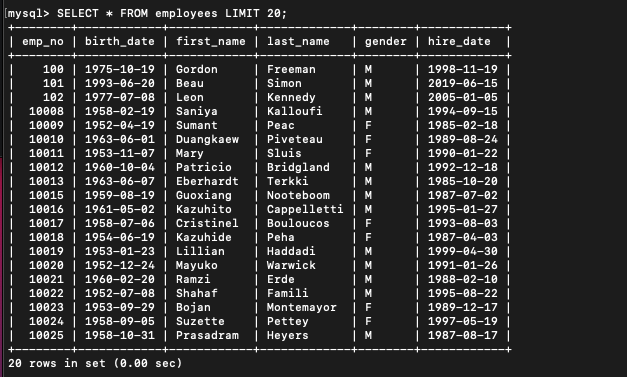 mysql> SELECT * FROM employees LIMIT 20;
+--------+------------+------------+-------------+--------+------------+
| emp_no | birth_date | first_name | last_name   | gender | hire_date  |
+--------+------------+------------+-------------+--------+------------+
|    100 | 1975-10-19 | Gordon     | Freeman     | M      | 1998-11-19 |
|    101 | 1993-06-20 | Beau       | Simon       | M      | 2019-06-15 |
|    102 | 1977-07-08 | Leon       | Kennedy     | M      | 2005-01-05 |
|  10008 | 1958-02-19 | Saniya     | Kalloufi    | M      | 1994-09-15 |
|  10009 | 1952-04-19 | Sumant     | Peac        | F      | 1985-02-18 |
|  10010 | 1963-06-01 | Duangkaew  | Piveteau    | F      | 1989-08-24 |
|  10011 | 1953-11-07 | Mary       | Sluis       | F      | 1990-01-22 |
|  10012 | 1960-10-04 | Patricio   | Bridgland   | M      | 1992-12-18 |
|  10013 | 1963-06-07 | Eberhardt  | Terkki      | M      | 1985-10-20 |
|  10015 | 1959-08-19 | Guoxiang   | Nooteboom   | M      | 1987-07-02 |
|  10016 | 1961-05-02 | Kazuhito   | Cappelletti | M      | 1995-01-27 |
|  10017 | 1958-07-06 | Cristinel  | Bouloucos   | F      | 1993-08-03 |
|  10018 | 1954-06-19 | Kazuhide   | Peha        | F      | 1987-04-03 |
|  10019 | 1953-01-23 | Lillian    | Haddadi     | M      | 1999-04-30 |
|  10020 | 1952-12-24 | Mayuko     | Warwick     | M      | 1991-01-26 |
|  10021 | 1960-02-20 | Ramzi      | Erde        | M      | 1988-02-10 |
|  10022 | 1952-07-08 | Shahaf     | Famili      | M      | 1995-08-22 |
|  10023 | 1953-09-29 | Bojan      | Montemayor  | F      | 1989-12-17 |
|  10024 | 1958-09-05 | Suzette    | Pettey      | F      | 1997-05-19 |
|  10025 | 1958-10-31 | Prasadram  | Heyers      | M      | 1987-08-17 |
+--------+------------+------------+-------------+--------+------------+
20 rows in set (0.00 sec)